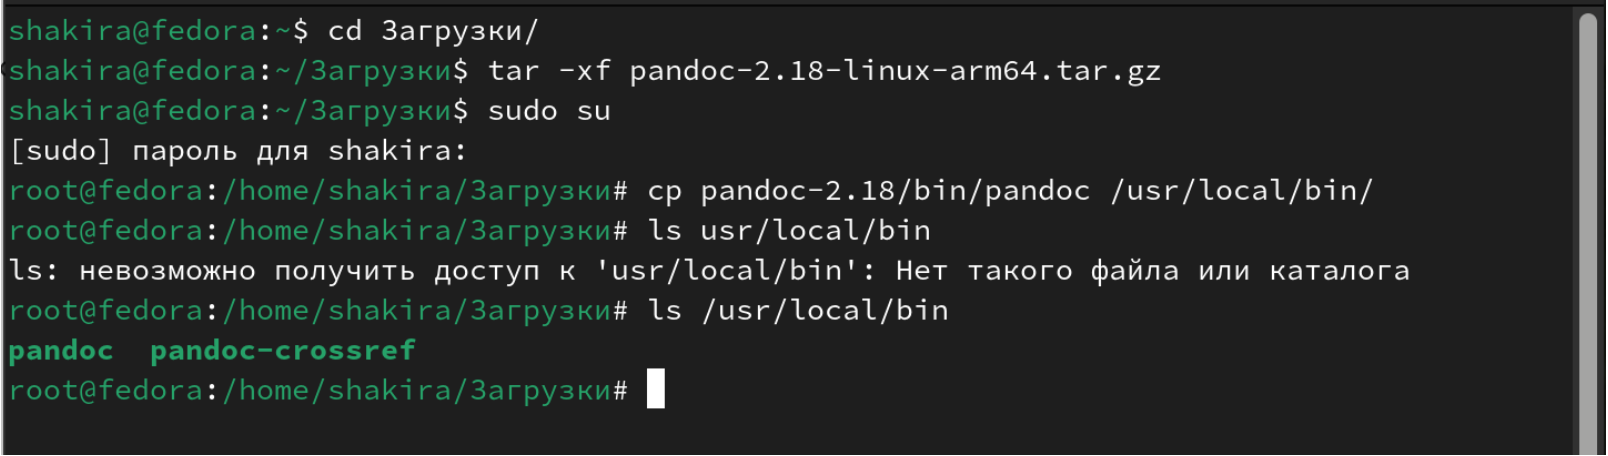 shakira@fedora:~$ cd Загрузки/
shakira@fedora:~/Загрузки$ tar -xf pandoc-2.18-linux-arm64.tar.gz
shakira@fedora:~/Загрузки$ sudo su
[sudo] пароль для shakira:
root@fedora:/home/shakira/Загрузки# cp pandoc-2.18/bin/pandoc /usr/local/bin/
root@fedora:/home/shakira/Загрузки# ls usr/local/bin
ls: невозможно получить доступ к 'usr/local/bin': Нет такого файла или каталога
root@fedora:/home/shakira/Загрузки# ls /usr/local/bin
pandoc  pandoc-crossref
root@fedora:/home/shakira/Загрузки#